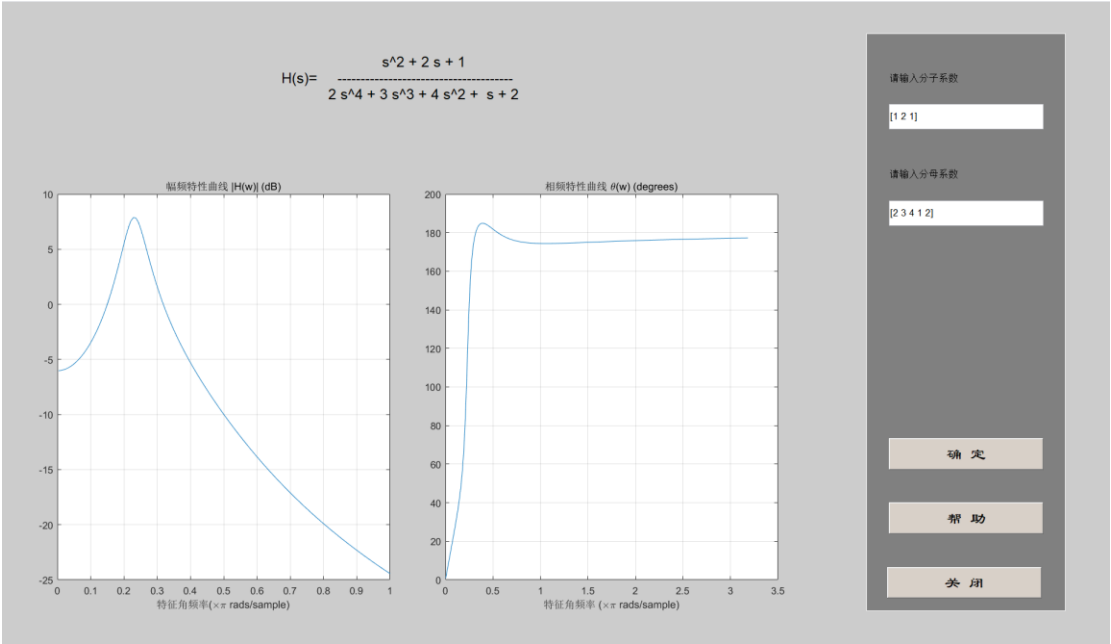 s^2 + 2 s + 1
H(s)= --------------------------------------
2 s^4 + 3 s^3 + 4 s^2 + s + 2
请输入分子系数
[1 2 1]
请输入分母系数
[2 3 4 1 2]
幅频特性曲线 |H(w)| (dB)
10
5
0
-5
-10
-15
-20
-25
0 0.1 0.2 0.3 0.4 0.5 0.6 0.7 0.8 0.9 1
特征角频率(×π rads/sample)
相频特性曲线 θ(w) (degrees)
200
180
160
140
120
100
80
60
40
20
0
0 0.5 1 1.5 2 2.5 3 3.5
特征角频率 (×π rads/sample)
确 定
帮 助
关 闭